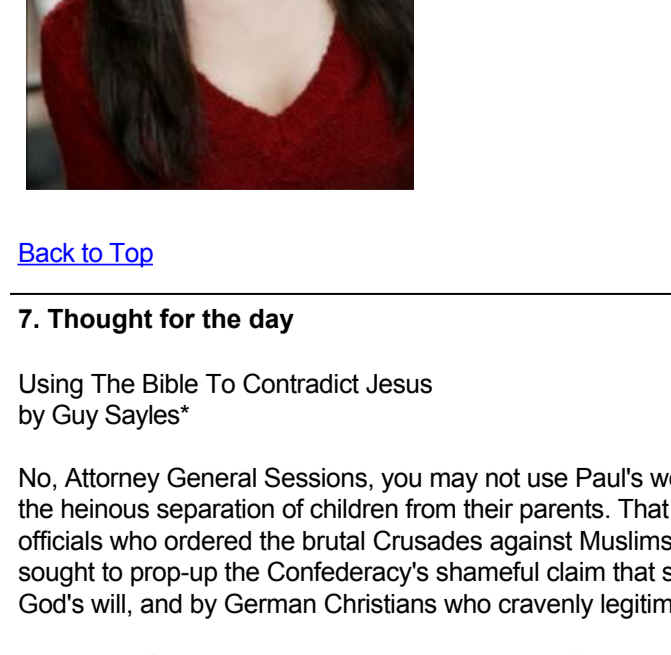 Back to Top
7. Thought for the day
Using The Bible To Contradict Jesus
by Guy Sayles*
No, Attorney General Sessions, you may not use Paul's
the heinous separation of children from their parents. That
officials who ordered the brutal Crusades against Muslims
sought to prop-up the Confederacy's shameful claim that
God's will, and by German Christians who cravenly